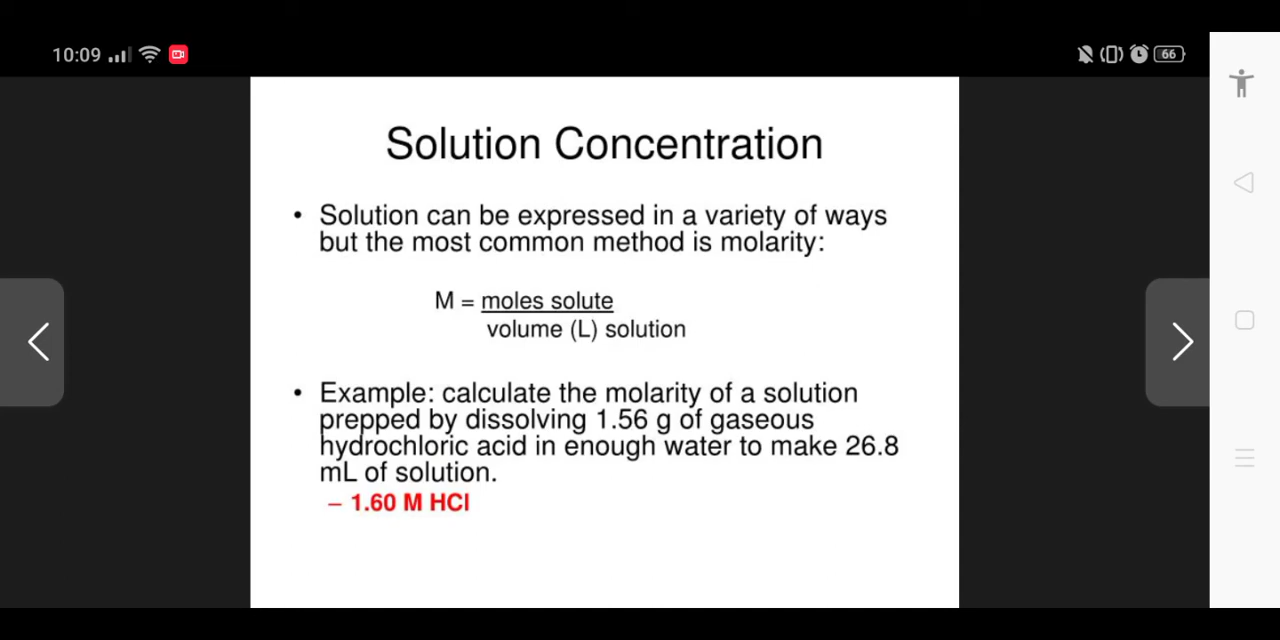 10:09
66
Solution Concentration
• Solution can be expressed in a variety of ways
but the most common method is molarity:
M = moles solute
volume (L) solution
• Example: calculate the molarity of a solution
prepped by dissolving 1.56 g of gaseous
hydrochloric acid in enough water to make 26.8
mL of solution.
– 1.60 M HCl